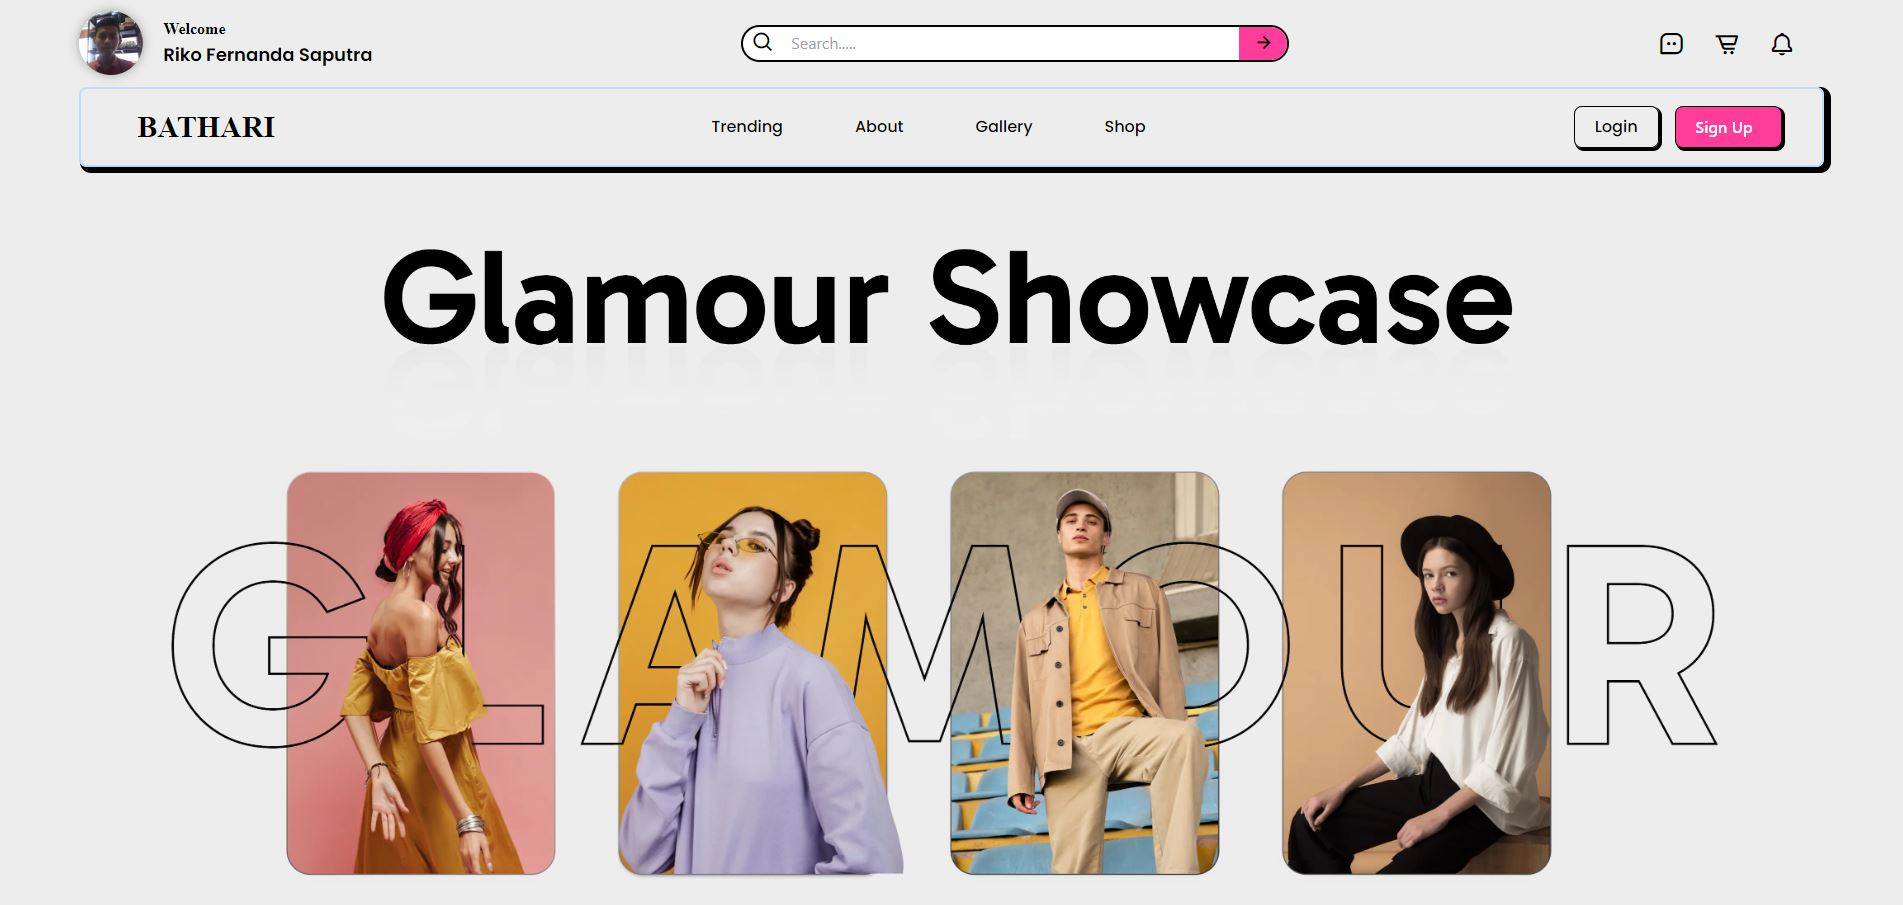 Welcome
Riko Fernanda Saputra
Search.....
BATHARI
Trending
About
Gallery
Shop
Login
Sign Up
Glamour Showcase
GLAMOUR